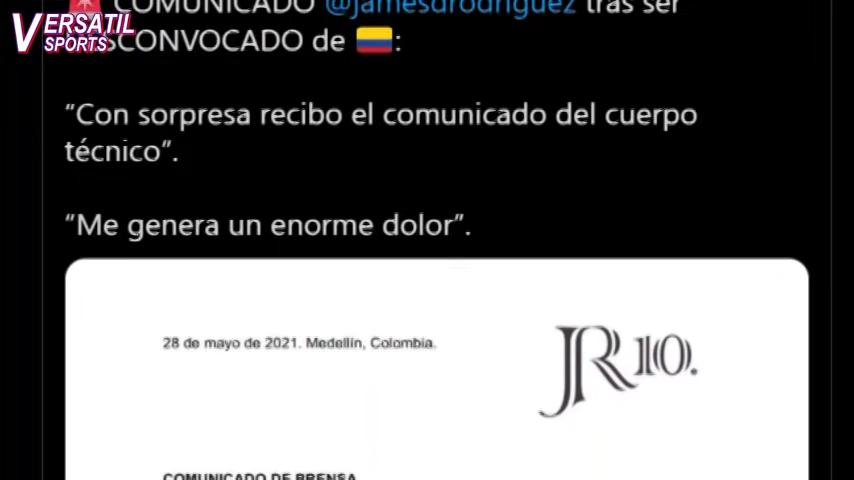 COMUNICADO @jamesdrodriguez tras ser
VERSATIL
SPORTS
DESCONVOCADO de 🇨🇴:
“Con sorpresa recibo el comunicado del cuerpo
técnico”.
“Me genera un enorme dolor”.
28 de mayo de 2021. Medellín, Colombia.
JR10.
COMUNICADO DE PRENSA